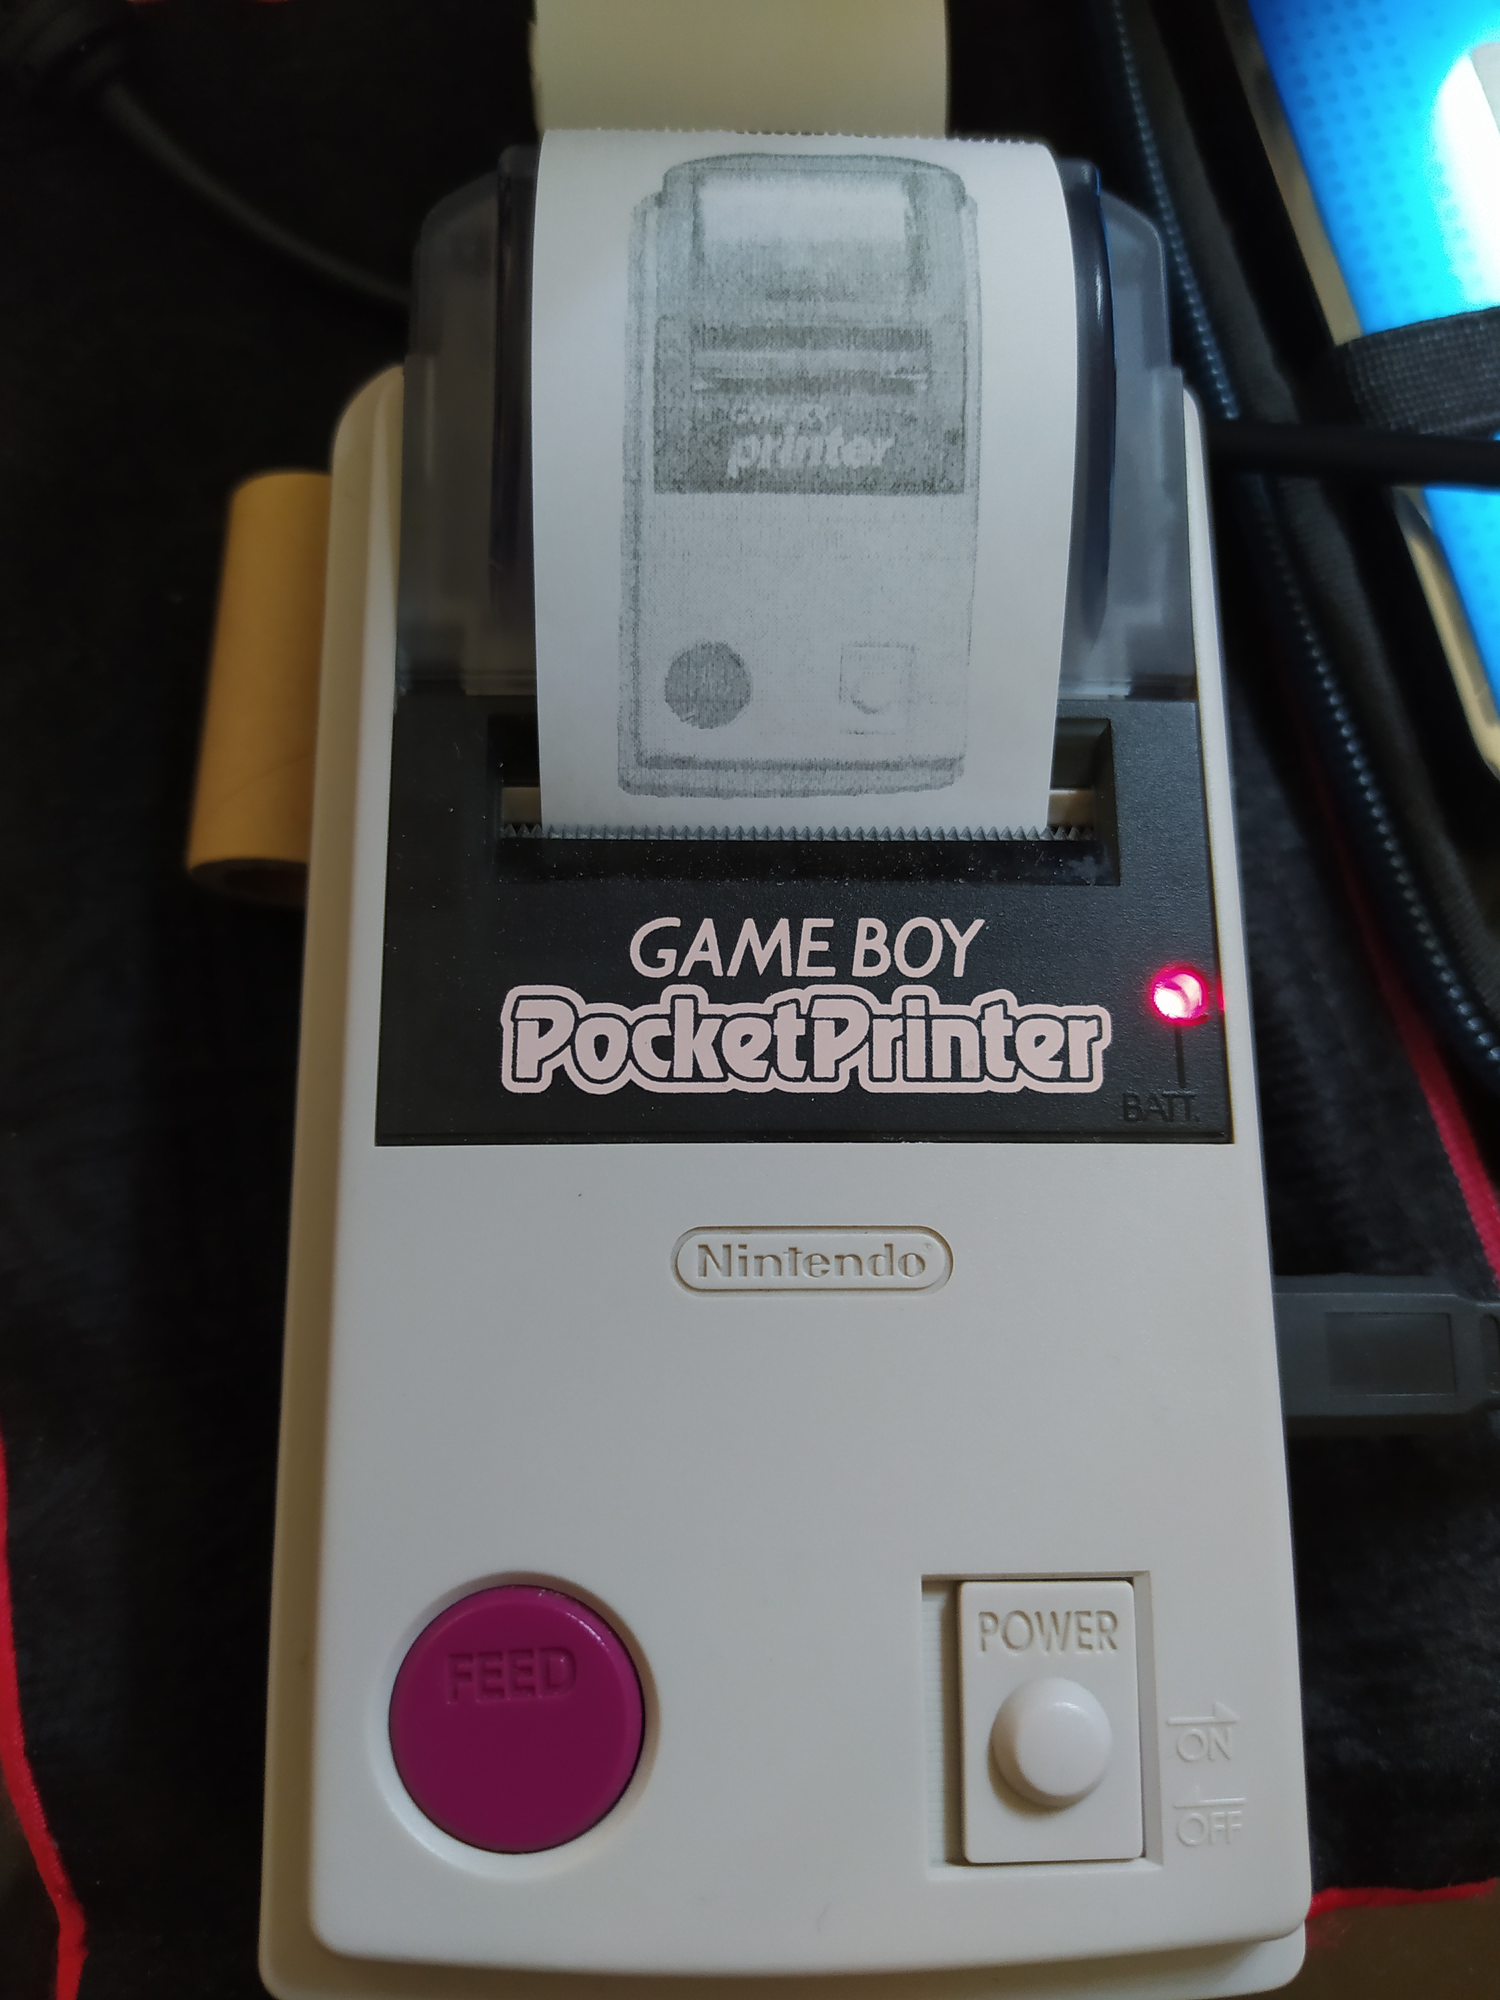 printer
GAME BOY
PocketPrinter
BATT.
Nintendo
FEED
POWER
ON
OFF